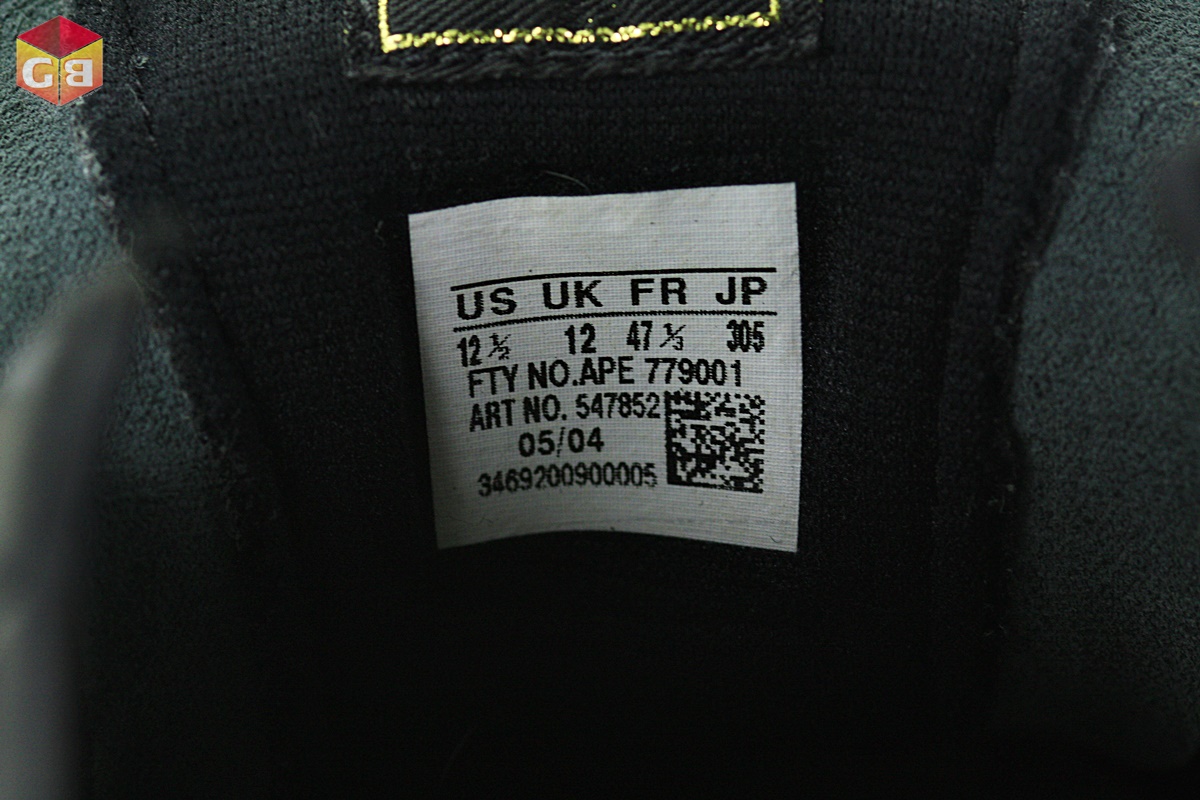 GB
US UK FR JP
12 ½ 12 47 ⅓ 305
FTY NO.APE 779001
ART NO. 547852
05/04
3469200900005